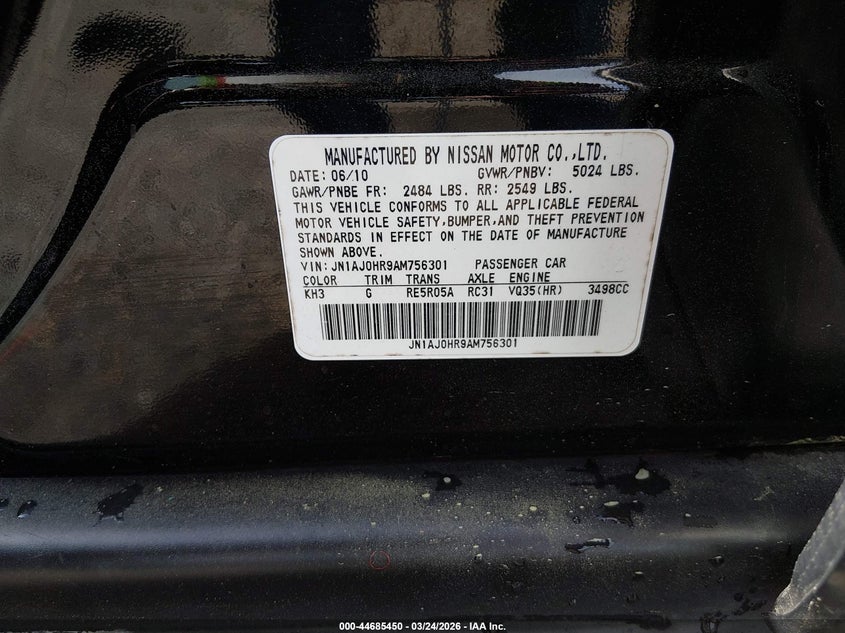 MANUFACTURED BY NISSAN MOTOR CO.,LTD.
DATE: 06/10 GVWR/PNBV: 5024 LBS.
GAWR/PNBE FR: 2484 LBS. RR: 2549 LBS.
THIS VEHICLE CONFORMS TO ALL APPLICABLE FEDERAL
MOTOR VEHICLE SAFETY,BUMPER,AND THEFT PREVENTION
STANDARDS IN EFFECT ON THE DATE OF MANUFACTURE
SHOWN ABOVE.
VIN: JN1AJ0HR9AM756301 PASSENGER CAR
COLOR TRIM TRANS AXLE ENGINE
KH3 G RE5R05A RC31 VQ35(HR) 3498CC
JN1AJ0HR9AM756301
000-44685450 - 03/24/2026 - IAA Inc.